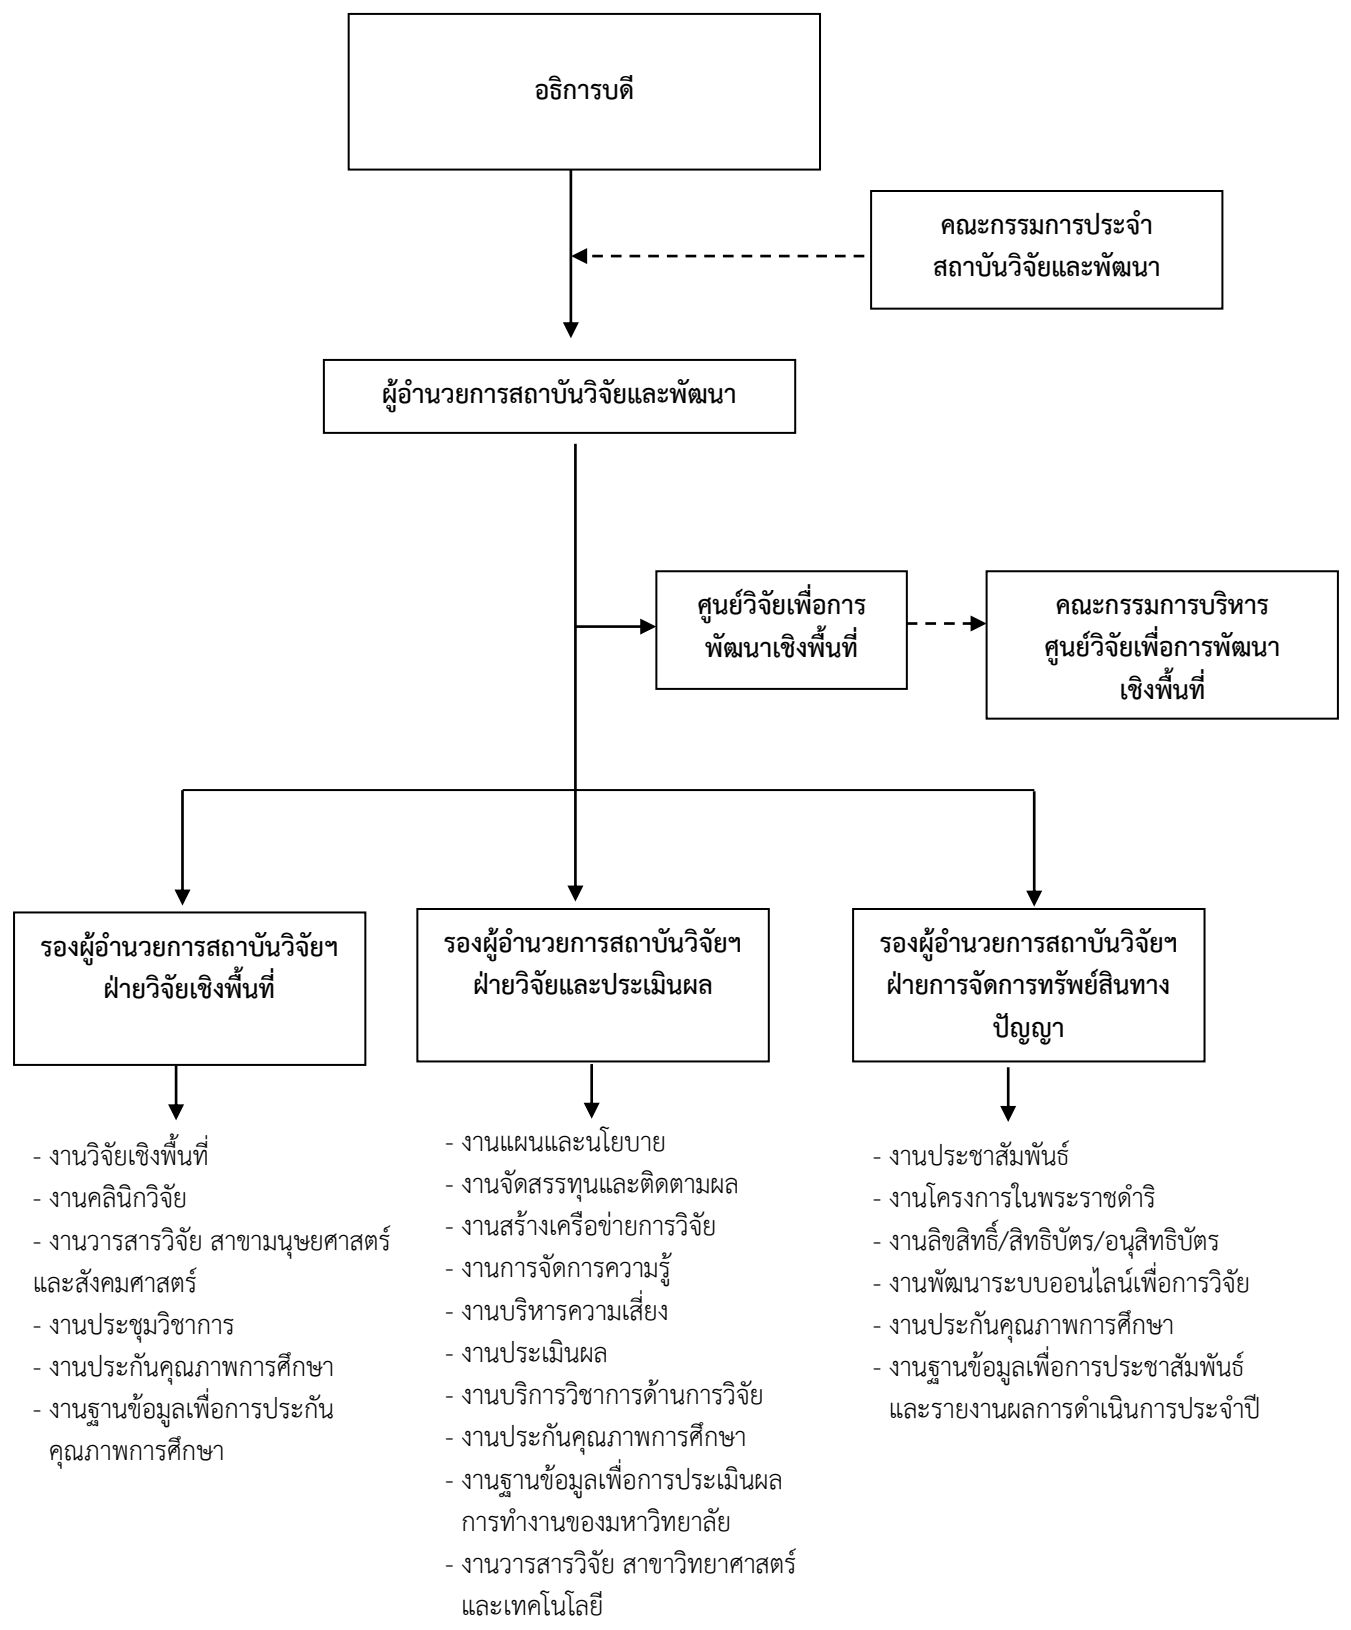 อธิการบดี
คณะกรรมการประจำ
สถาบันวิจัยและพัฒนา
ผู้อำนวยการสถาบันวิจัยและพัฒนา
ศูนย์วิจัยเพื่อการ
พัฒนาเชิงพื้นที่
คณะกรรมการบริหาร
ศูนย์วิจัยเพื่อการพัฒนา
เชิงพื้นที่
รองผู้อำนวยการสถาบันวิจัยฯ
ฝ่ายวิจัยเชิงพื้นที่
- งานวิจัยเชิงพื้นที่
- งานคลินิกวิจัย
- งานวารสารวิจัย สาขามนุษยศาสตร์
และสังคมศาสตร์
- งานประชุมวิชาการ
- งานประกันคุณภาพการศึกษา
- งานฐานข้อมูลเพื่อการประกัน
คุณภาพการศึกษา
รองผู้อำนวยการสถาบันวิจัยฯ
ฝ่ายวิจัยและประเมินผล
- งานแผนและนโยบาย
- งานจัดสรรทุนและติดตามผล
- งานสร้างเครือข่ายการวิจัย
- งานการจัดการความรู้
- งานบริหารความเสี่ยง
- งานประเมินผล
- งานบริการวิชาการด้านการวิจัย
- งานประกันคุณภาพการศึกษา
- งานฐานข้อมูลเพื่อการประเมินผล
การทำงานของมหาวิทยาลัย
- งานวารสารวิจัย สาขาวิทยาศาสตร์
และเทคโนโลยี
รองผู้อำนวยการสถาบันวิจัยฯ
ฝ่ายการจัดการทรัพย์สินทาง
ปัญญา
- งานประชาสัมพันธ์
- งานโครงการในพระราชดำริ
- งานลิขสิทธิ์/สิทธิบัตร/อนุสิทธิบัตร
- งานพัฒนาระบบออนไลน์เพื่อการวิจัย
- งานประกันคุณภาพการศึกษา
- งานฐานข้อมูลเพื่อการประชาสัมพันธ์
และรายงานผลการดำเนินการประจำปี